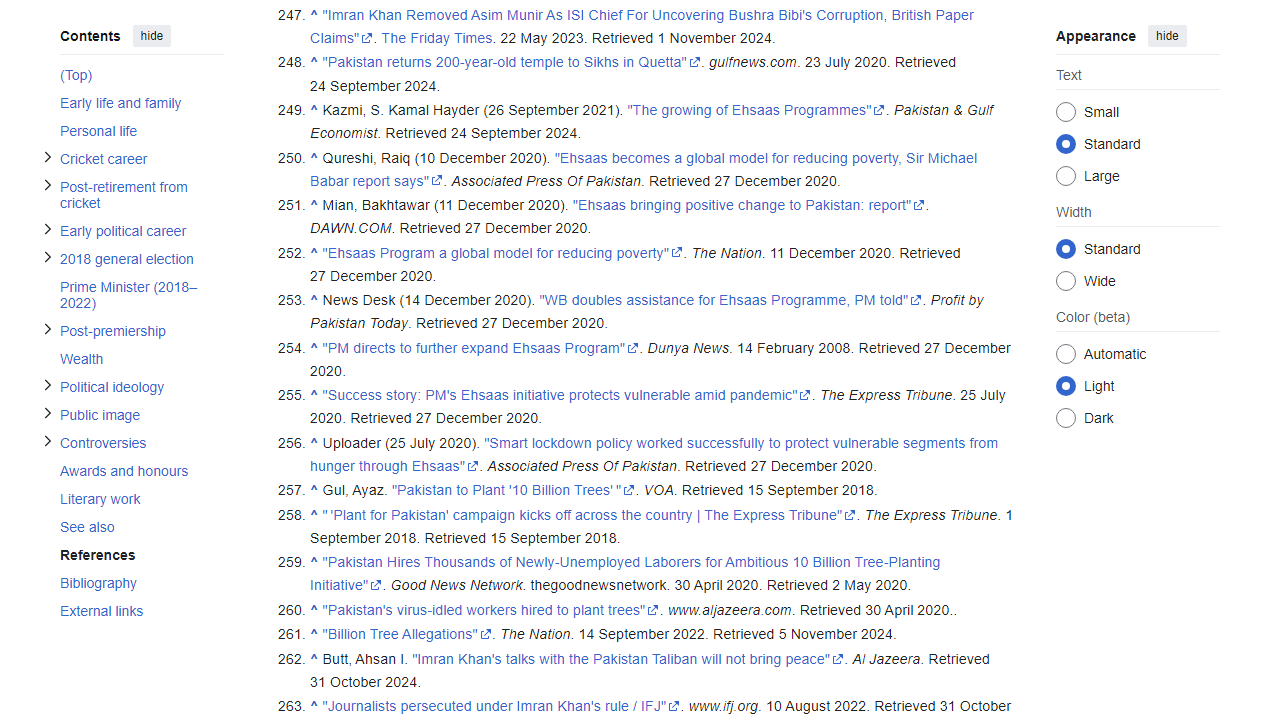 Contents hide
(Top)
Early life and family
Personal life
Cricket career
Post-retirement from
cricket
Early political career
2018 general election
Prime Minister (2018–
2022)
Post-premiership
Wealth
Political ideology
Public image
Controversies
Awards and honours
Literary work
See also
References
Bibliography
External links
247. ^ "Imran Khan Removed Asim Munir As ISI Chief For Uncovering Bushra Bibi's Corruption, British Paper
Claims". The Friday Times. 22 May 2023. Retrieved 1 November 2024.
248. ^ "Pakistan returns 200-year-old temple to Sikhs in Quetta". gulfnews.com. 23 July 2020. Retrieved
24 September 2024.
249. ^ Kazmi, S. Kamal Hayder (26 September 2021). "The growing of Ehsaas Programmes". Pakistan & Gulf
Economist. Retrieved 24 September 2024.
250. ^ Qureshi, Raiq (10 December 2020). "Ehsaas becomes a global model for reducing poverty, Sir Michael
Babar report says". Associated Press Of Pakistan. Retrieved 27 December 2020.
251. ^ Mian, Bakhtawar (11 December 2020). "Ehsaas bringing positive change to Pakistan: report".
DAWN.COM. Retrieved 27 December 2020.
252. ^ "Ehsaas Program a global model for reducing poverty". The Nation. 11 December 2020. Retrieved
27 December 2020.
253. ^ News Desk (14 December 2020). "WB doubles assistance for Ehsaas Programme, PM told". Profit by
Pakistan Today. Retrieved 27 December 2020.
254. ^ "PM directs to further expand Ehsaas Program". Dunya News. 14 February 2008. Retrieved 27 December
2020.
255. ^ "Success story: PM's Ehsaas initiative protects vulnerable amid pandemic". The Express Tribune. 25 July
2020. Retrieved 27 December 2020.
256. ^ Uploader (25 July 2020). "Smart lockdown policy worked successfully to protect vulnerable segments from
hunger through Ehsaas". Associated Press Of Pakistan. Retrieved 27 December 2020.
257. ^ Gul, Ayaz. "Pakistan to Plant '10 Billion Trees' ". VOA. Retrieved 15 September 2018.
258. ^ " 'Plant for Pakistan' campaign kicks off across the country | The Express Tribune". The Express Tribune. 1
September 2018. Retrieved 15 September 2018.
259. ^ "Pakistan Hires Thousands of Newly-Unemployed Laborers for Ambitious 10 Billion Tree-Planting
Initiative". Good News Network. thegoodnewsnetwork. 30 April 2020. Retrieved 2 May 2020.
260. ^ "Pakistan's virus-idled workers hired to plant trees". www.aljazeera.com. Retrieved 30 April 2020..
261. ^ "Billion Tree Allegations". The Nation. 14 September 2022. Retrieved 5 November 2024.
262. ^ Butt, Ahsan I. "Imran Khan's talks with the Pakistan Taliban will not bring peace". Al Jazeera. Retrieved
31 October 2024.
263. ^ "Journalists persecuted under Imran Khan's rule / IFJ". www.ifj.org. 10 August 2022. Retrieved 31 October
Appearance hide
Text
Small
Standard
Large
Width
Standard
Wide
Color (beta)
Automatic
Light
Dark